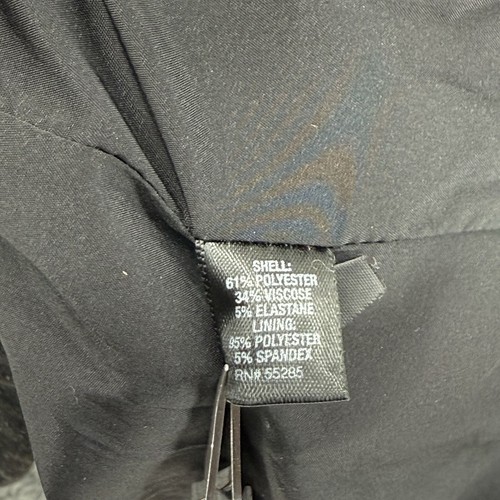 SHELL:
61% POLYESTER
34% VISCOSE
5% ELASTANE
LINING:
95% POLYESTER
5% SPANDEX
RN# 55285